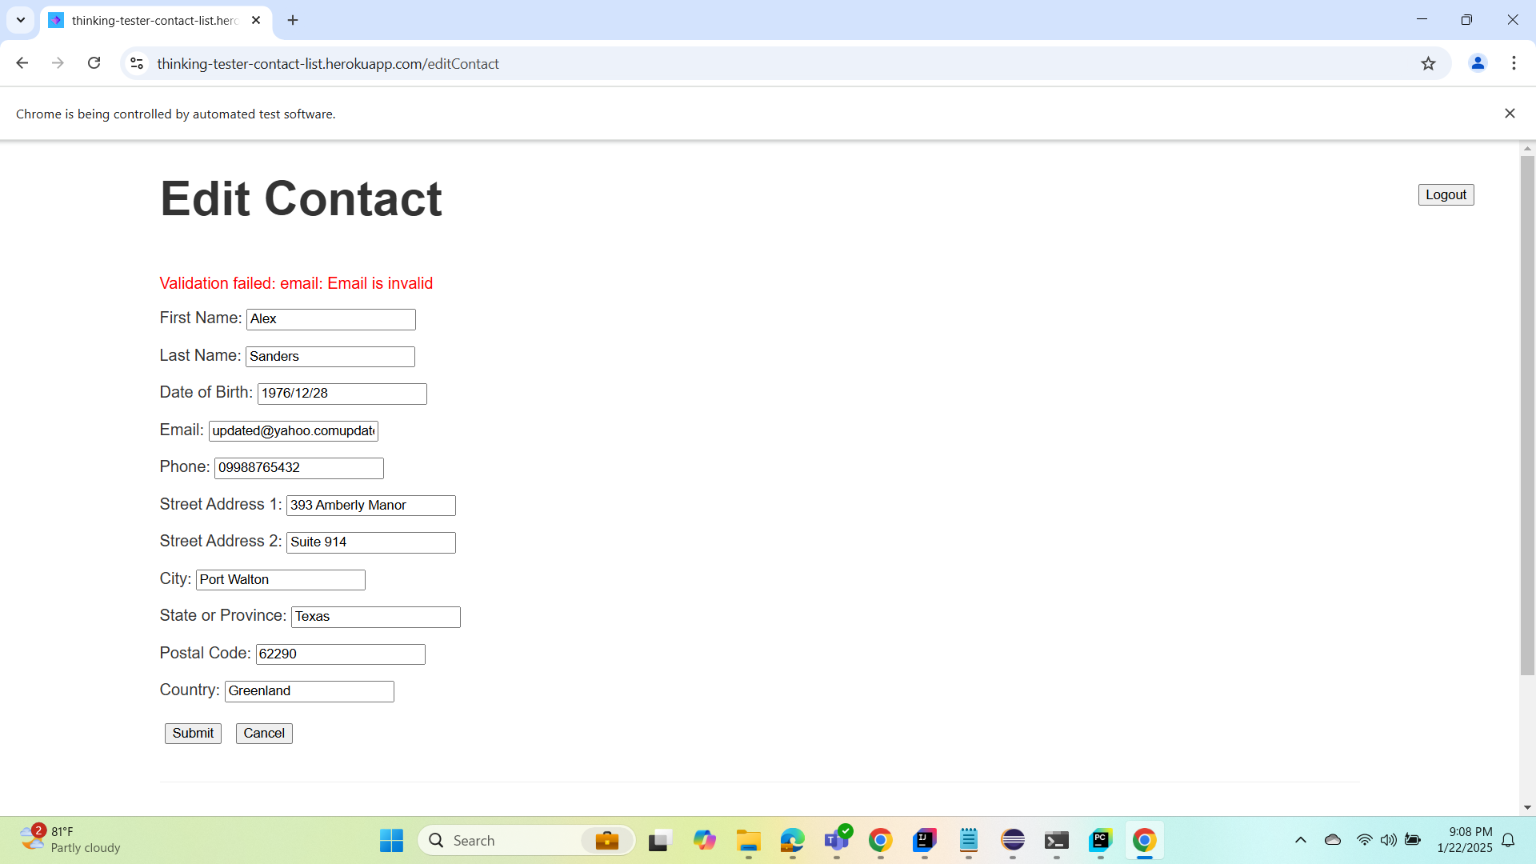 thinking-tester-contact-list.herc
thinking-tester-contact-list.herokuapp.com/editContact
Chrome is being controlled by automated test software.
Edit Contact
Logout
Validation failed: email: Email is invalid
First Name: Alex
Last Name: Sanders
Date of Birth: 1976/12/28
Email: updated@yahoo.comupdat
Phone: 09988765432
Street Address 1: 393 Amberly Manor
Street Address 2: Suite 914
City: Port Walton
State or Province: Texas
Postal Code: 62290
Country: Greenland
Submit Cancel
2
81°F
Partly cloudy
Search
9:08 PM
1/22/2025